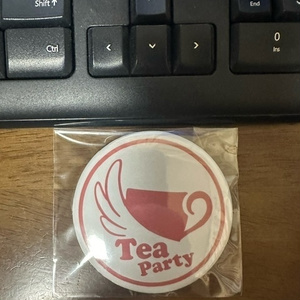 Shift ↑
End
Ctrl
0
Ins
Tea
Party